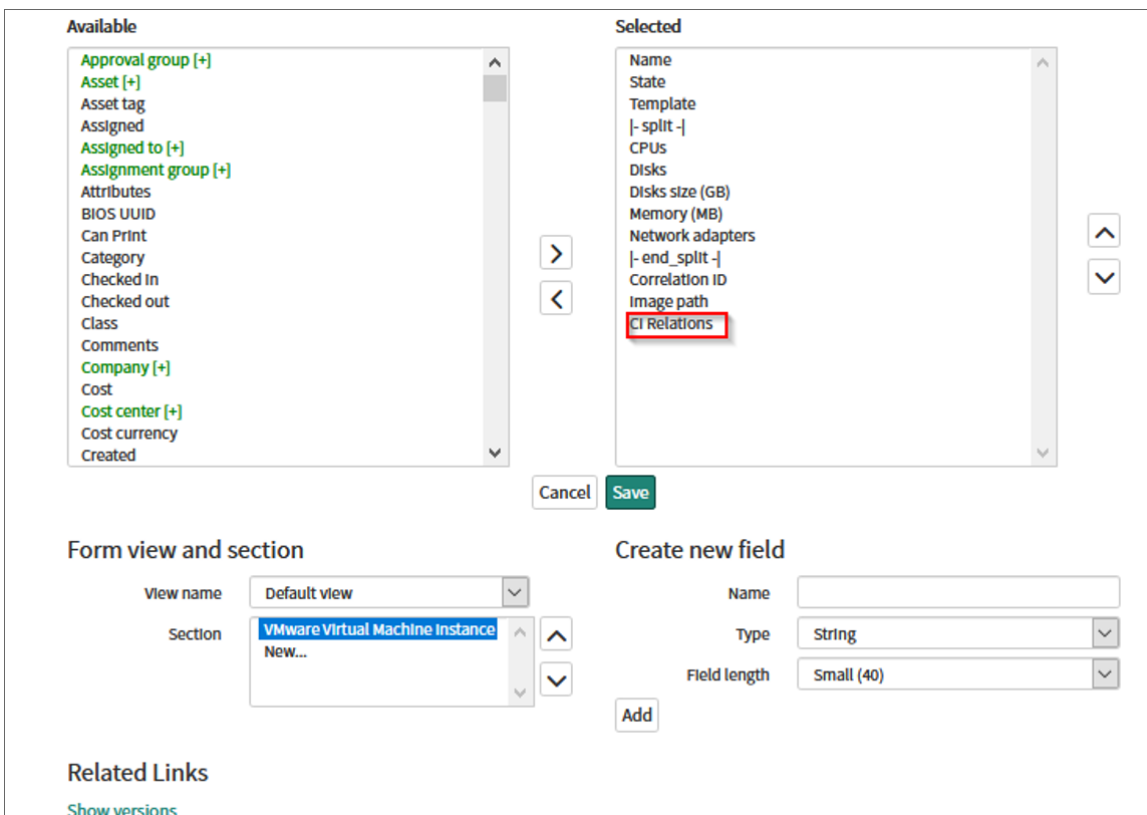 Available
Approval group [+]
Asset [+]
Asset tag
Assigned
Assigned to [+]
Assignment group [+]
Attributes
BIOS UUID
Can Print
Category
Checked in
Checked out
Class
Comments
Company [+]
Cost
Cost center [+]
Cost currency
Created
Selected
Name
State
Template
|- split -|
CPUs
Disks
Disks size (GB)
Memory (MB)
Network adapters
|- end_split -|
Correlation ID
Image path
CI Relations
Cancel
Save
Form view and section
View name
Default view
Section
VMware Virtual Machine Instance
New...
Create new field
Name
Type
String
Field length
Small (40)
Add
Related Links
Show versions